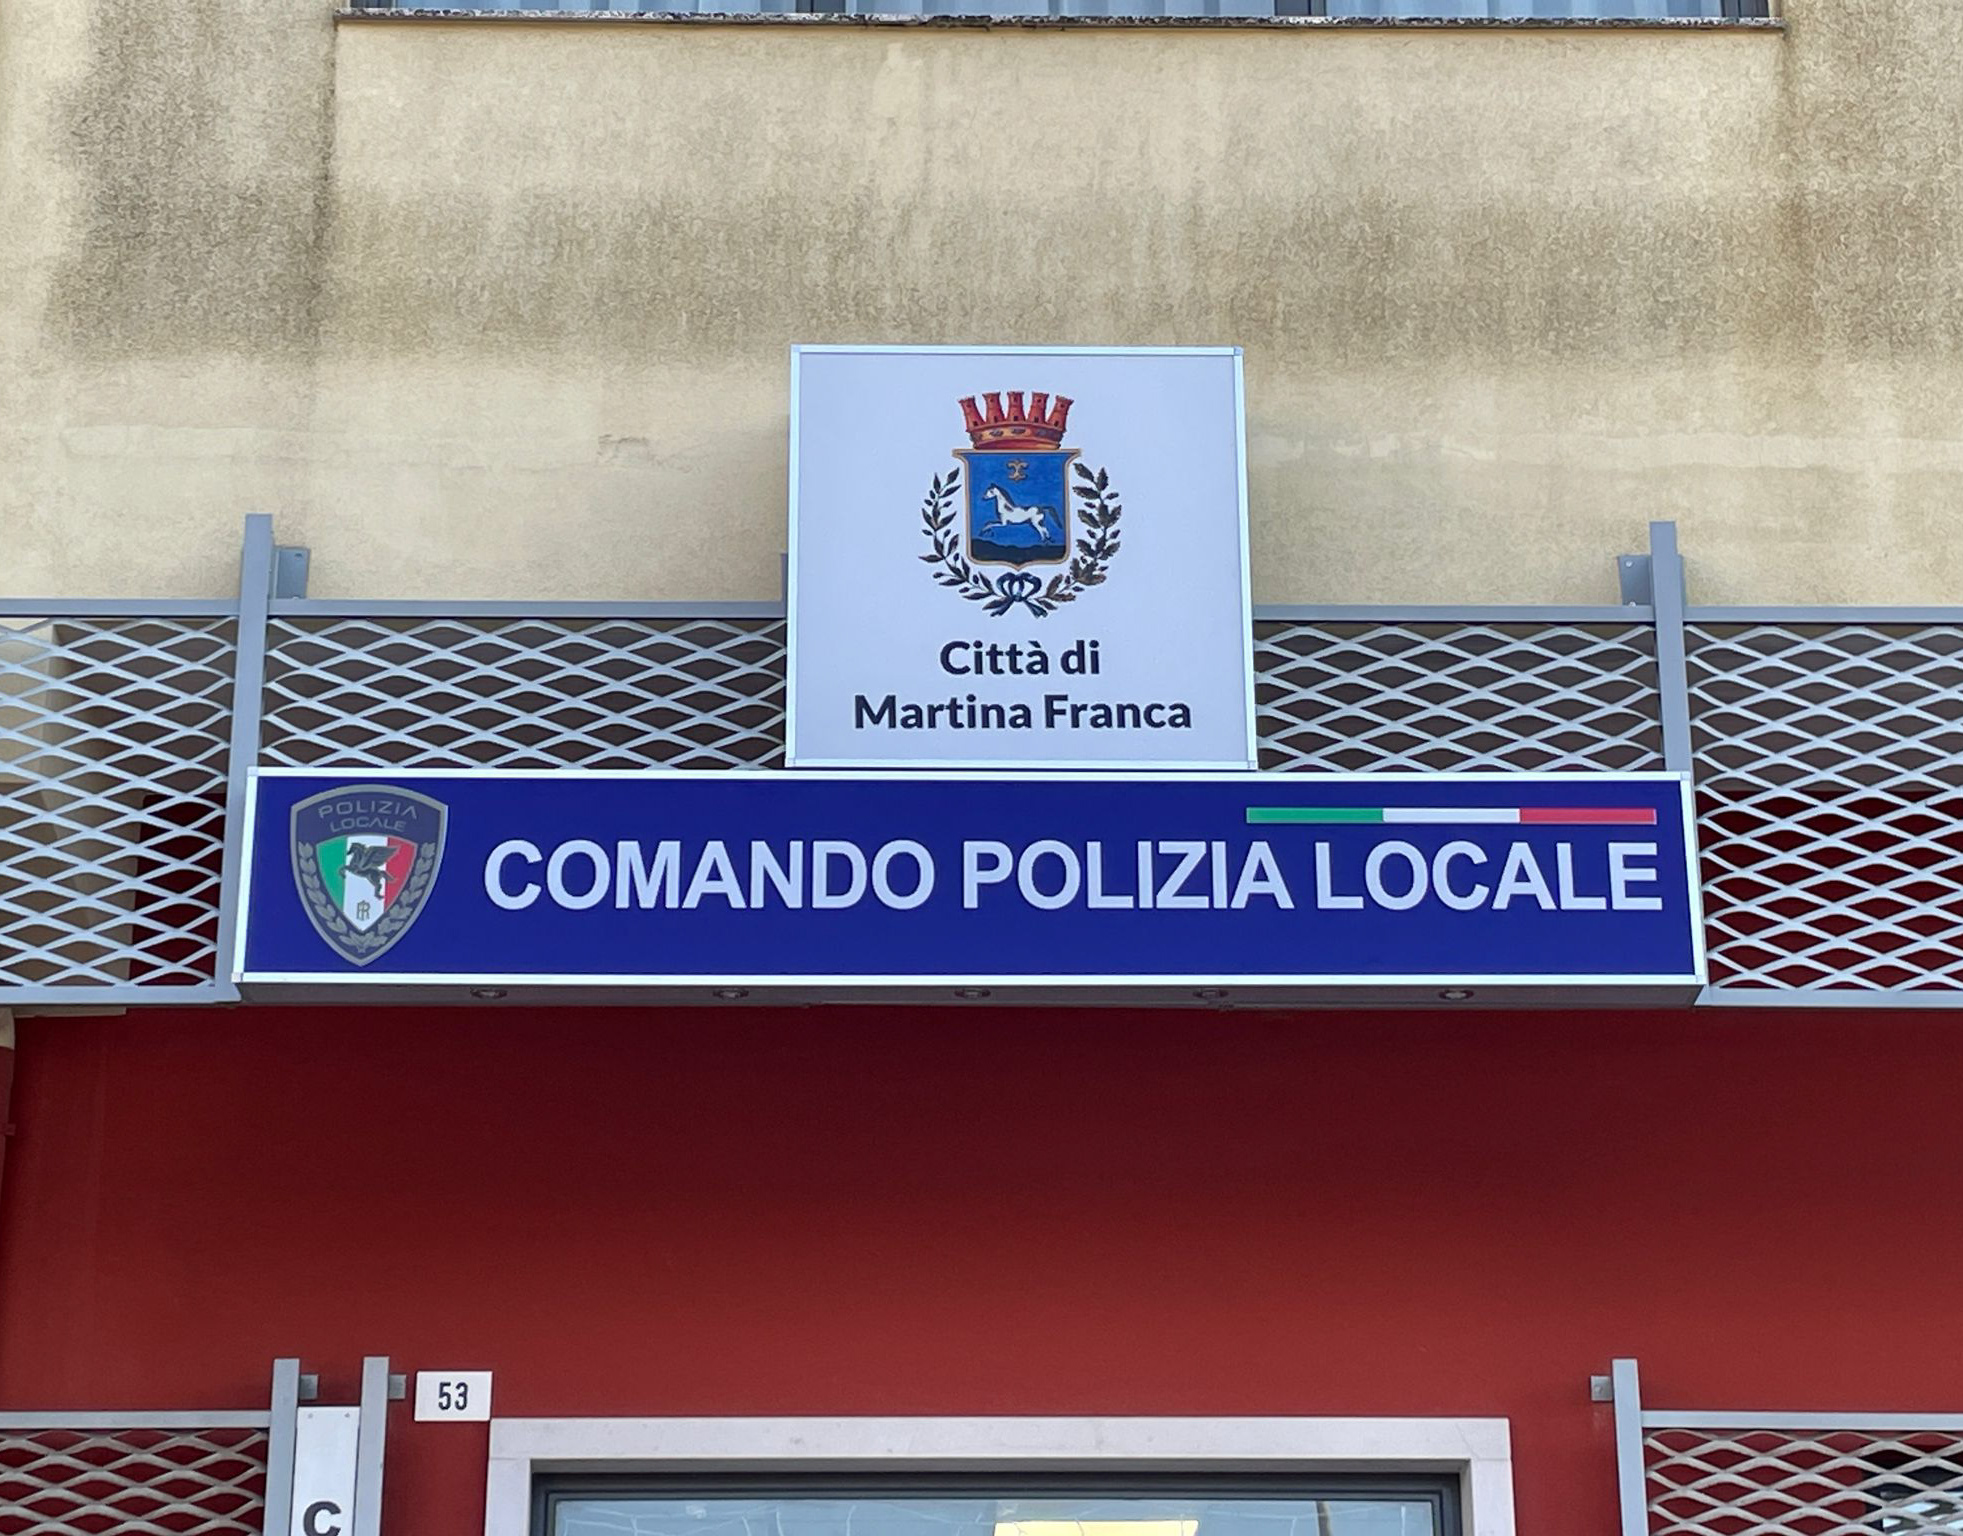 Città di
Martina Franca
POLIZIA
LOCALE
COMANDO POLIZIA LOCALE
53
C